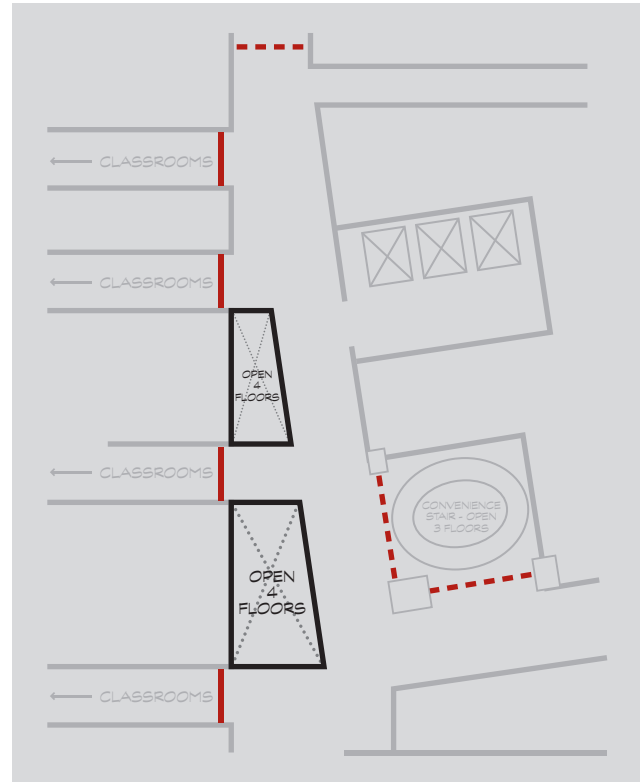 CLASSROOMS
CLASSROOMS
OPEN
4
FLOORS
CLASSROOMS
CONVENIENCE
STAIR - OPEN
3 FLOORS
OPEN
4
FLOORS
CLASSROOMS